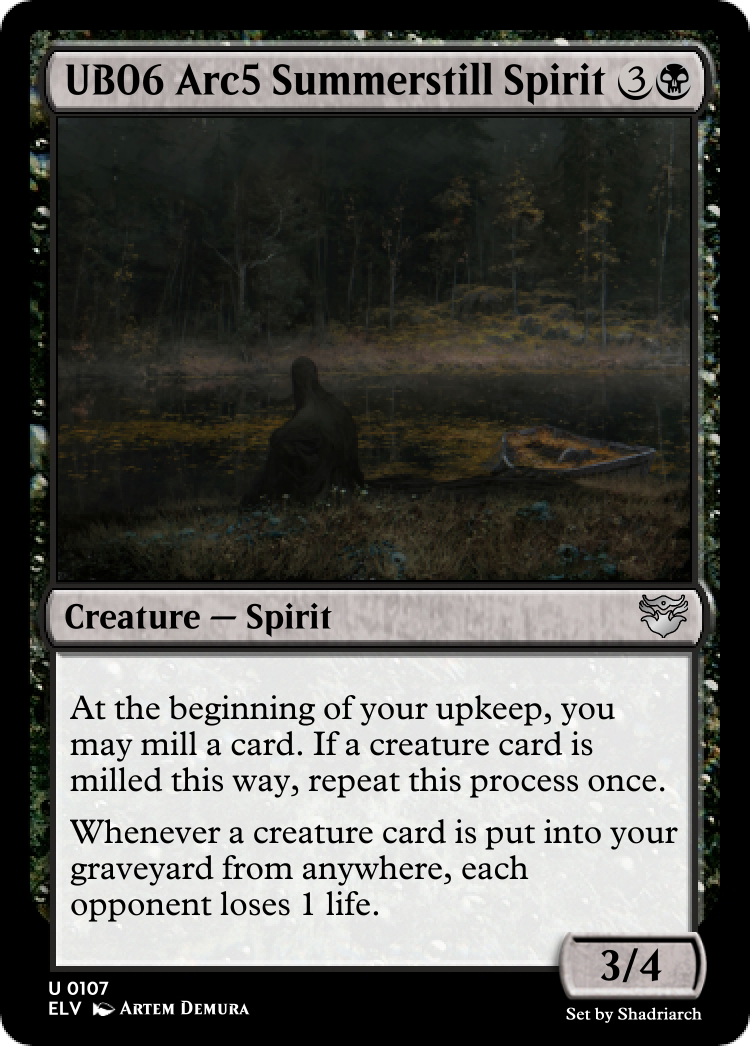 UB06 Arc5 Summerstill Spirit 3
Creature — Spirit
At the beginning of your upkeep, you
may mill a card. If a creature card is
milled this way, repeat this process once.
Whenever a creature card is put into your
graveyard from anywhere, each
opponent loses 1 life.
3/4
U 0107
ELV ARTEM DEMURA
Set by Shadriarch